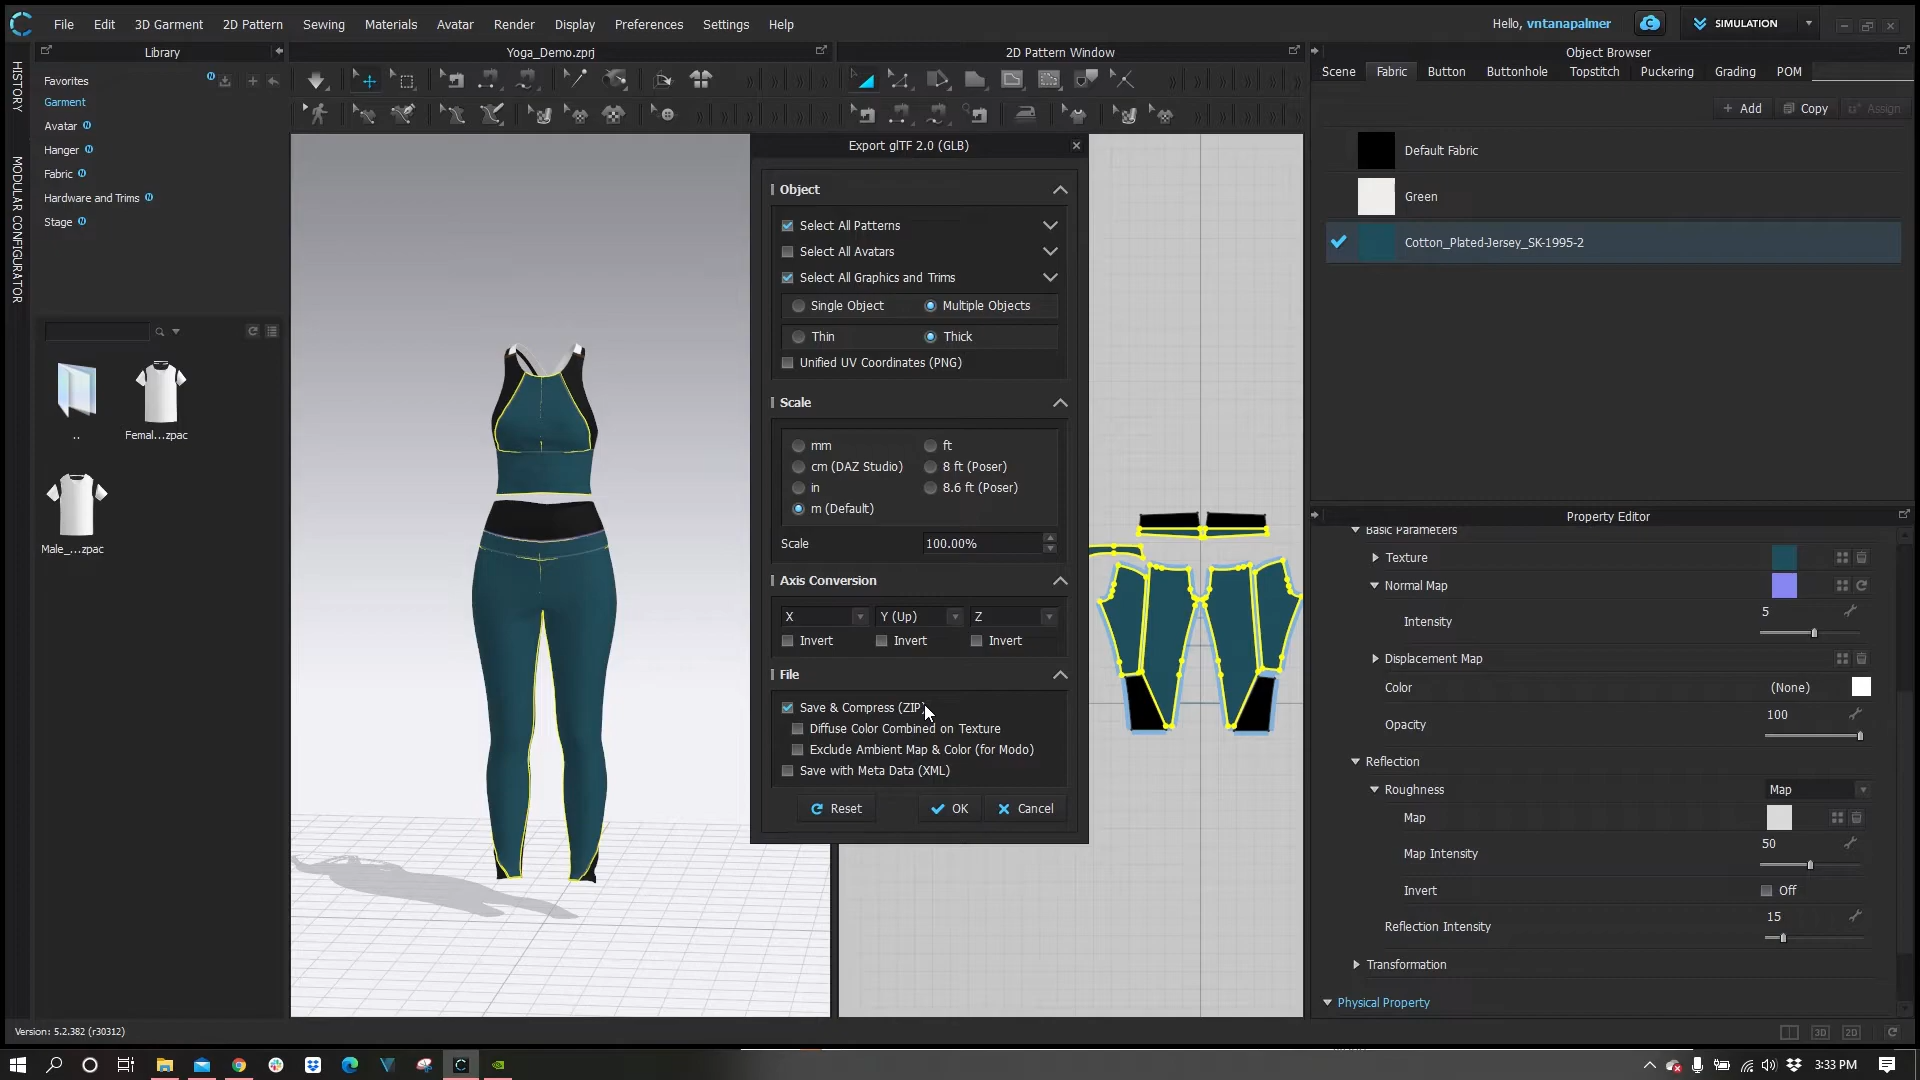 File Edit 3D Garment 2D Pattern Sewing Materials Avatar Render Display Preferences Settings Help
Hello, vntanapalmer
SIMULATION
Library
Yoga_Demo.zprj
2D Pattern Window
Object Browser
HISTORY
MODULAR CONFIGURATOR
Favorites
Garment
Avatar
Hanger
Fabric
Hardware and Trims
Stage
..
Femal...zpac
Male_...zpac
Export glTF 2.0 (GLB)
Object
Select All Patterns
Select All Avatars
Select All Graphics and Trims
Single Object Multiple Objects
Thin Thick
Unified UV Coordinates (PNG)
Scale
mm ft
cm (DAZ Studio) 8 ft (Poser)
in 8.6 ft (Poser)
m (Default)
Scale 100.00%
Axis Conversion
X Y (Up) Z
Invert Invert Invert
File
Save & Compress (ZIP)
Diffuse Color Combined on Texture
Exclude Ambient Map & Color (for Modo)
Save with Meta Data (XML)
Reset OK Cancel
Scene Fabric Button Buttonhole Topstitch Puckering Grading POM
+ Add Copy Assign
Default Fabric
Green
Cotton_Plated-Jersey_SK-1995-2
Property Editor
Basic Parameters
Texture
Normal Map
Intensity 5
Displacement Map
Color (None)
Opacity 100
Reflection
Roughness Map
Map
Map Intensity 50
Invert Off
Reflection Intensity 15
Transformation
Physical Property
Version: 5.2.382 (r30312)
3D 2D
3:33 PM